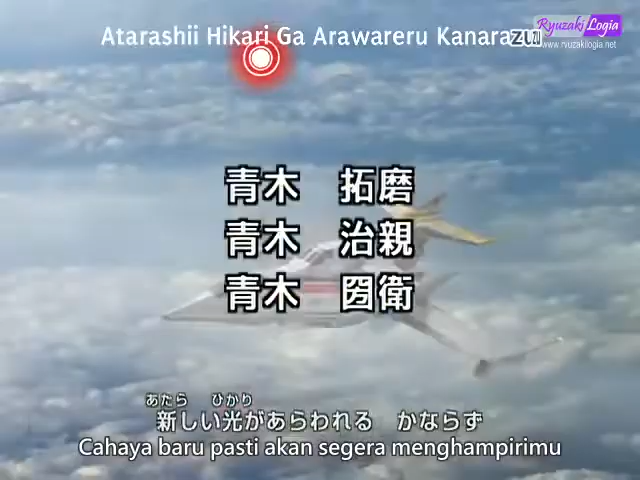 Atarashii Hikari Ga Arawareru Kanarazu
Ryuzaki Logia
www.ryuzakilogia.net
青木 拓磨
青木 治親
青木
あたら ひかり
新しい光があらわれる かならず
Cahaya baru pasti akan segera menghampirimu